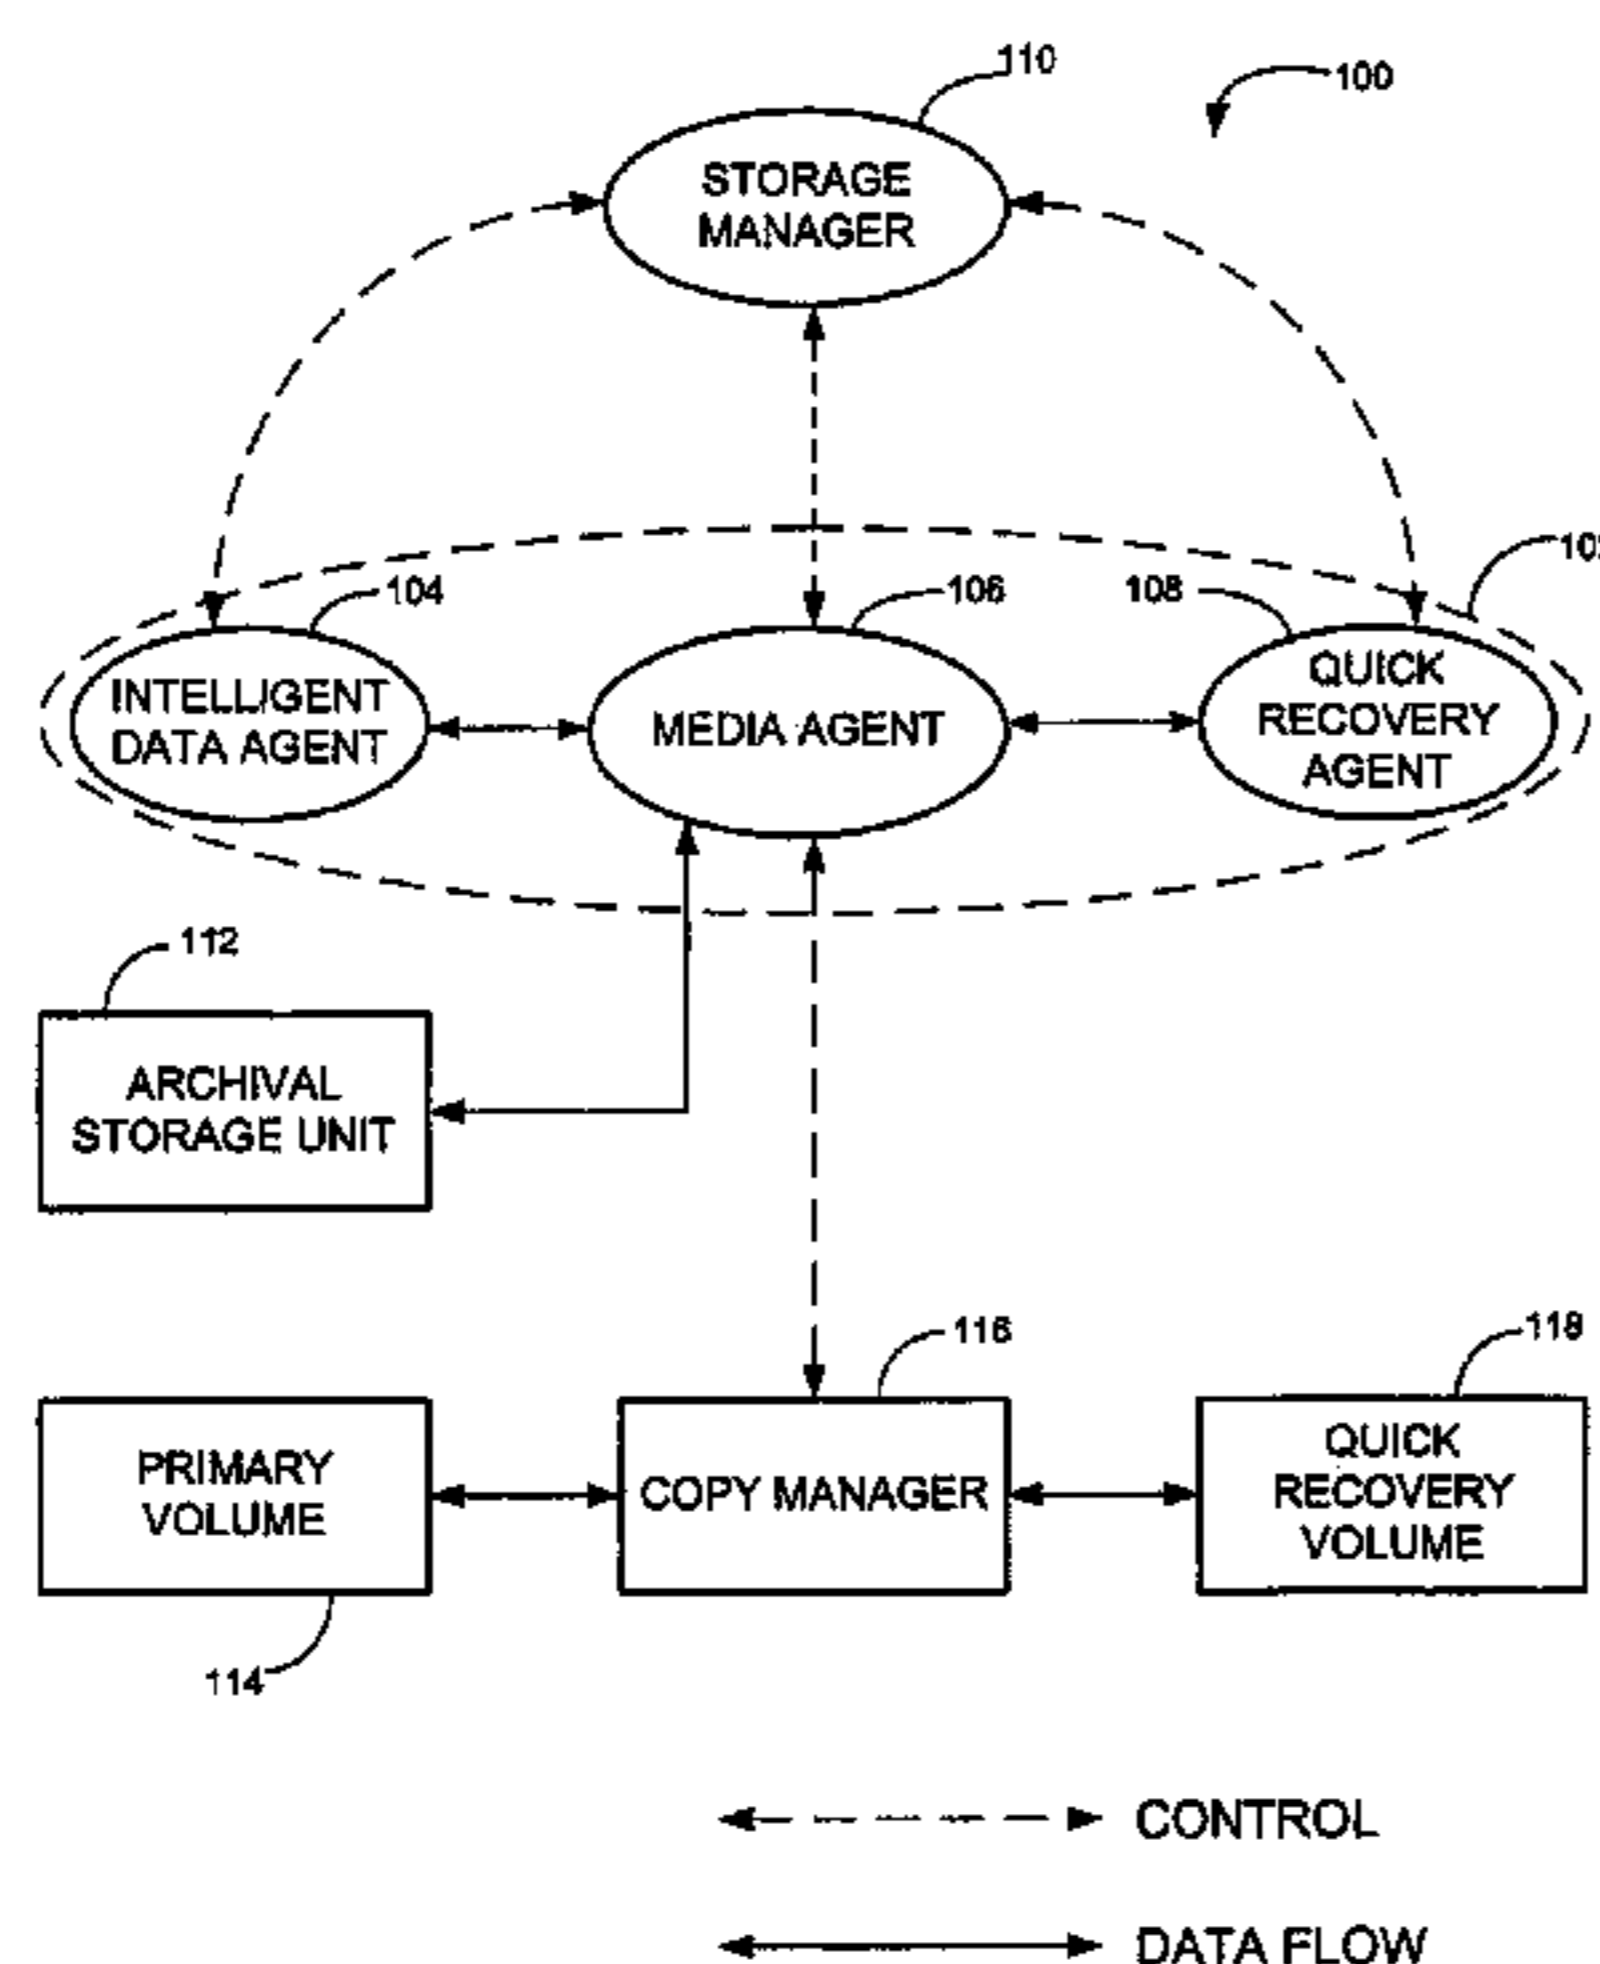 110
100
STORAGE
MANAGER
104
106
108
INTELLIGENT
DATA AGENT
MEDIA AGENT
QUICK
RECOVERY
AGENT
112
ARCHIVAL
STORAGE UNIT
116
118
PRIMARY
VOLUME
COPY MANAGER
QUICK
RECOVERY
VOLUME
114
CONTROL
DATA FLOW